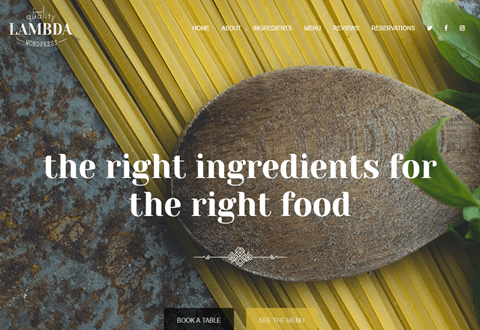 quality
LAMBDA
WORDPRESS
HOME ABOUT INGREDIENTS MENU REVIEWS RESERVATIONS
the right ingredients for
the right food
BOOK A TABLE SEE THE MENU